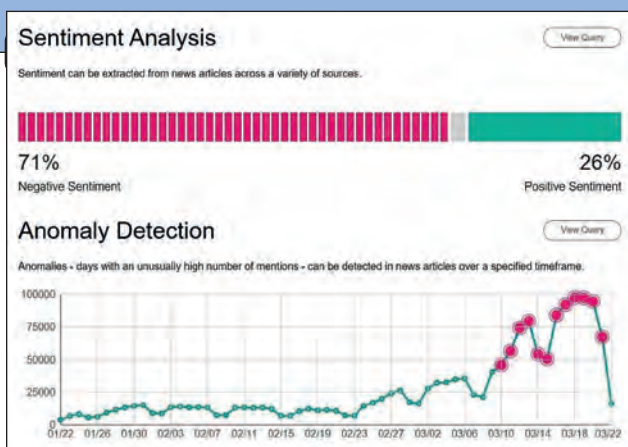 Sentiment Analysis
View Query
Sentiment can be extracted from news articles across a variety of sources.
71%
26%
Negative Sentiment
Positive Sentiment
Anomaly Detection
View Query
Anomalies - days with an unusually high number of mentions - can be detected in news articles over a specified timeframe.
100000
75000
50000
25000
0
01/22 01/26 01/30 02/03 02/07 02/11 02/15 02/19 02/23 02/27 03/02 03/06 03/10 03/14 03/18 03/22